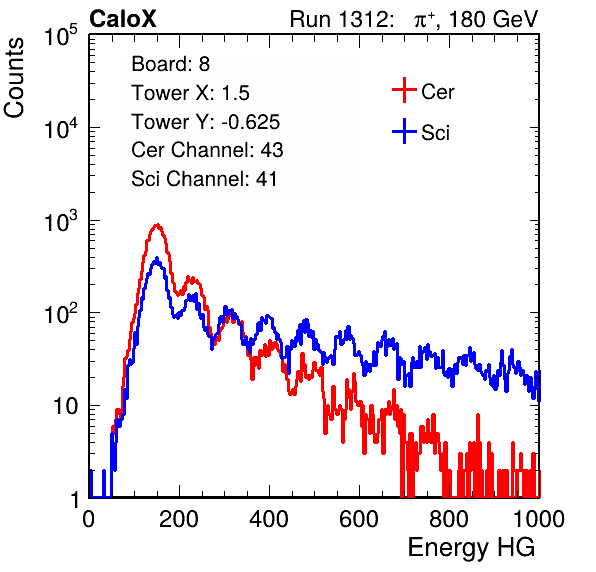 CaloX Run 1312: π⁺, 180 GeV
Counts
10⁵
10⁴
10³
10²
10
1
Board: 8
Tower X: 1.5
Tower Y: -0.625
Cer Channel: 43
Sci Channel: 41
Cer
Sci
0 200 400 600 800 1000
Energy HG